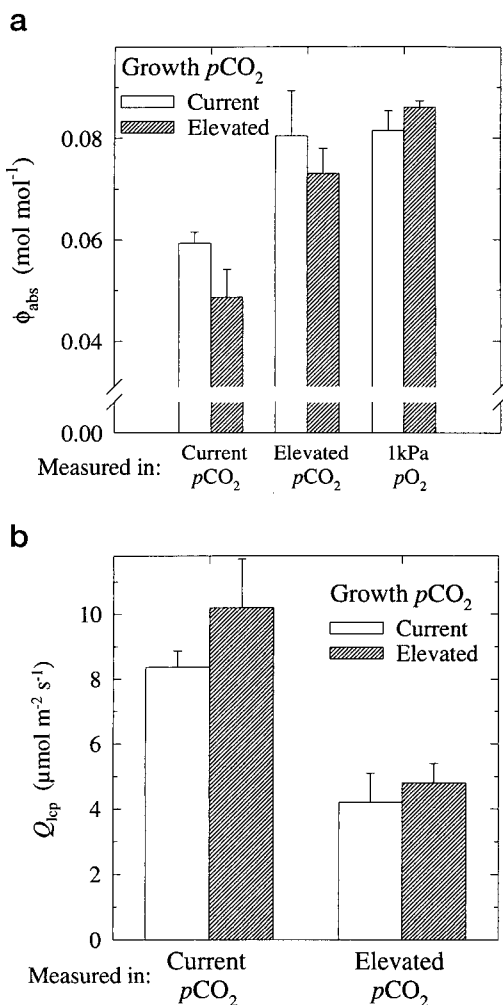 a
Growth pCO₂
Current
Elevated
0.08
0.06
0.04
0.00
ϕabs (mol mol⁻¹)
Measured in:
Current pCO₂
Elevated pCO₂
1kPa pO₂
b
Growth pCO₂
Current
Elevated
10
8
6
4
2
0
Qlcp (μmol m⁻² s⁻¹)
Measured in:
Current pCO₂
Elevated pCO₂